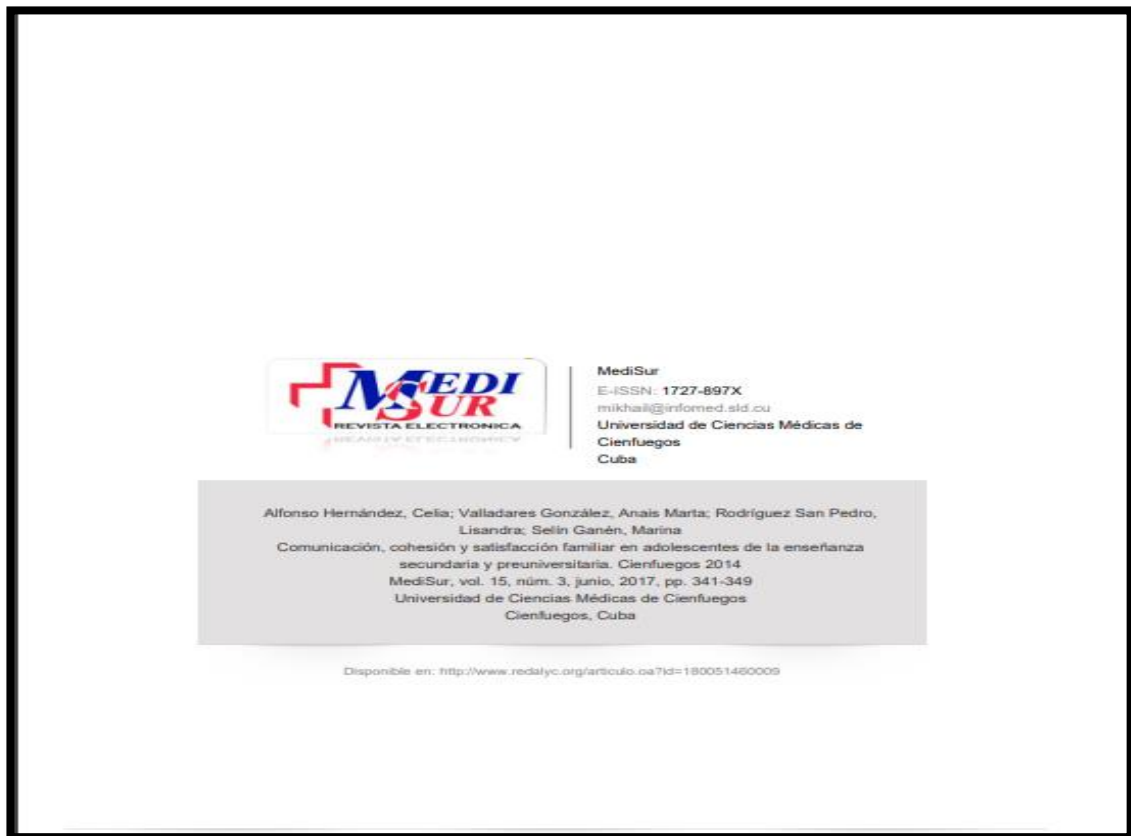 MEDI
SUR
REVISTA ELECTRONICA
MediSur
E-ISSN: 1727-897X
mikhail@infomed.sld.cu
Universidad de Ciencias Médicas de
Cienfuegos
Cuba
Alfonso Hernández, Celia; Valladares González, Anais Marta; Rodríguez San Pedro,
Lisandra; Selín Ganén, Marina
Comunicación, cohesión y satisfacción familiar en adolescentes de la enseñanza
secundaria y preuniversitaria. Cienfuegos 2014
MediSur, vol. 15, núm. 3, junio, 2017, pp. 341-349
Universidad de Ciencias Médicas de Cienfuegos
Cienfuegos, Cuba
Disponible en: http://www.redalyc.org/articulo.oa?id=180051460009